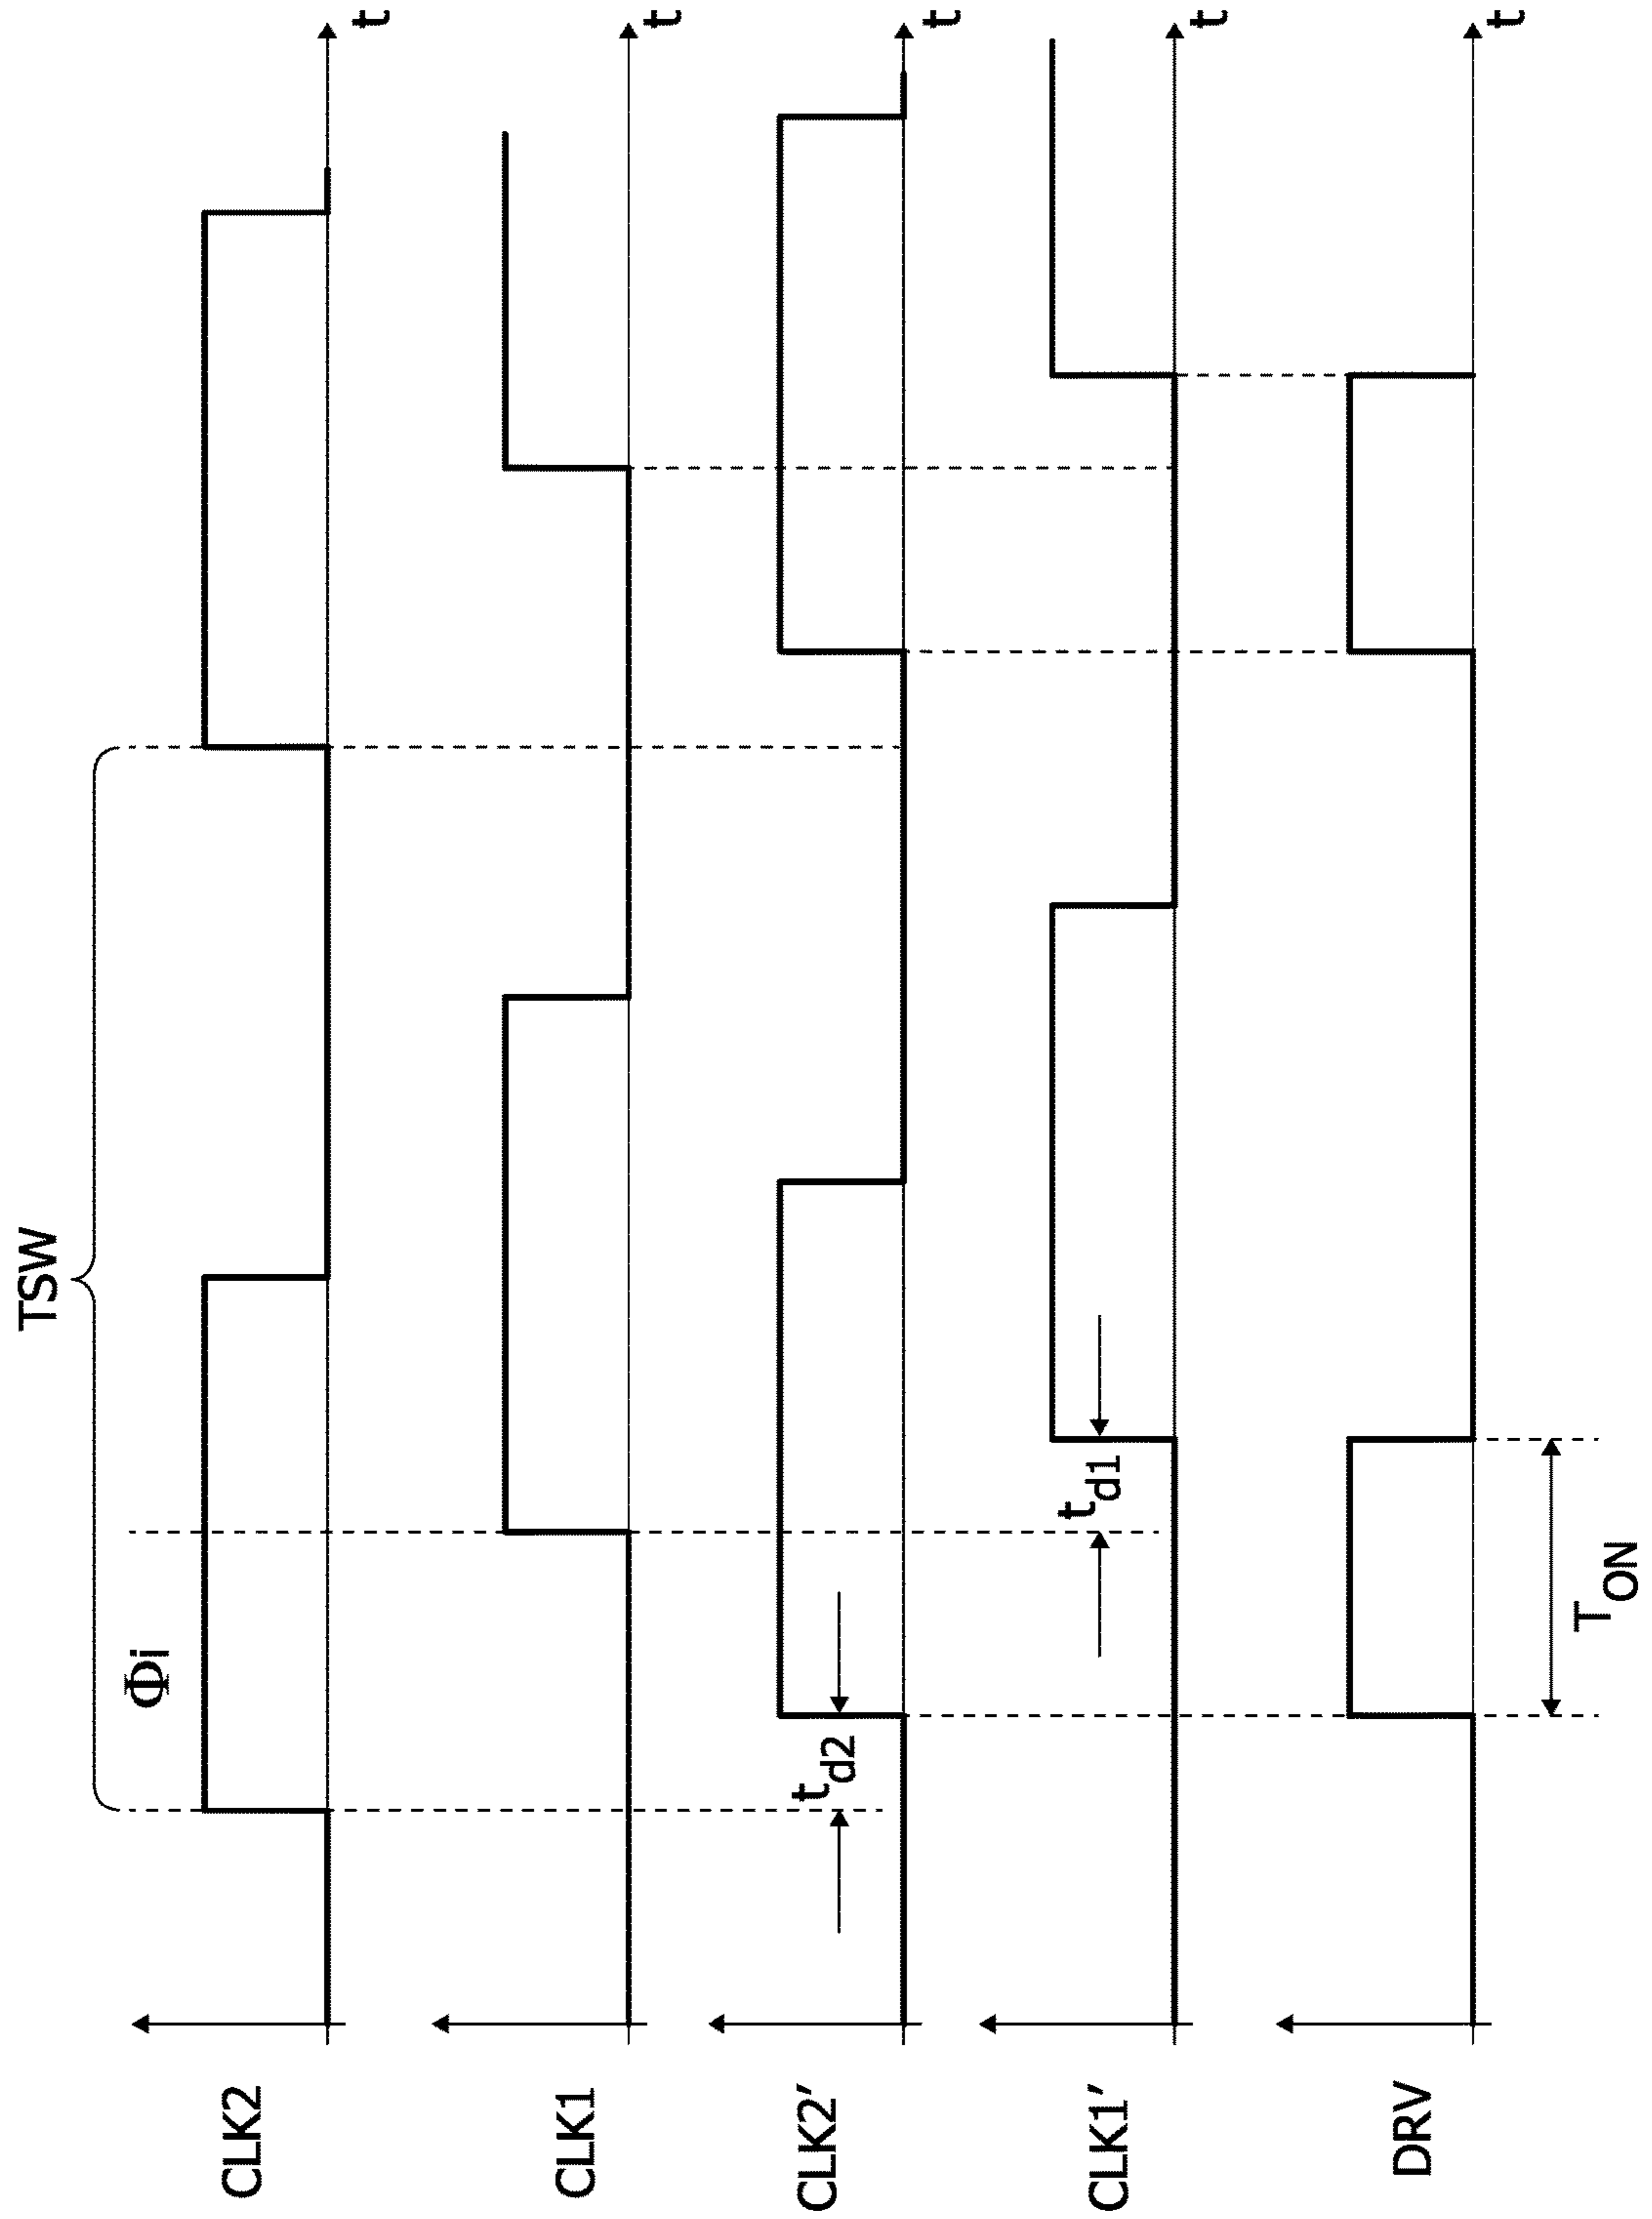 TSW
Φi
CLK2
t
CLK1
t
CLK2′
td2
t
CLK1′
td1
t
DRV
t
TON